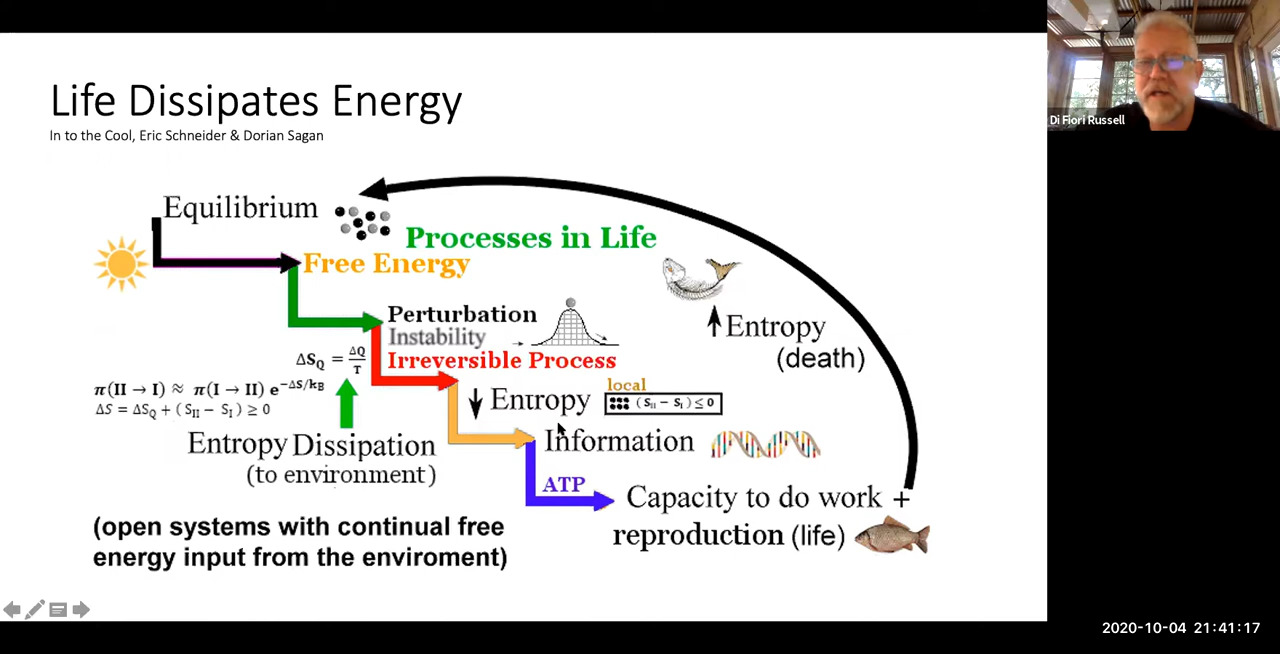 Life Dissipates Energy
In to the Cool, Eric Schneider & Dorian Sagan
Di Fiori Russell
Equilibrium
Processes in Life
Free Energy
Perturbation
Instability
Irreversible Process
ΔS_Q = ΔQ/T
π(II → I) ≈ π(I → II) e^{-ΔS/k_B}
ΔS = ΔS_Q + (S_II − S_I) ≥ 0
Entropy
(death)
local
Entropy (S_II − S_I) ≤ 0
Information
Entropy Dissipation
(to environment)
ATP
Capacity to do work +
reproduction (life)
(open systems with continual free
energy input from the enviroment)
2020-10-04 21:41:17